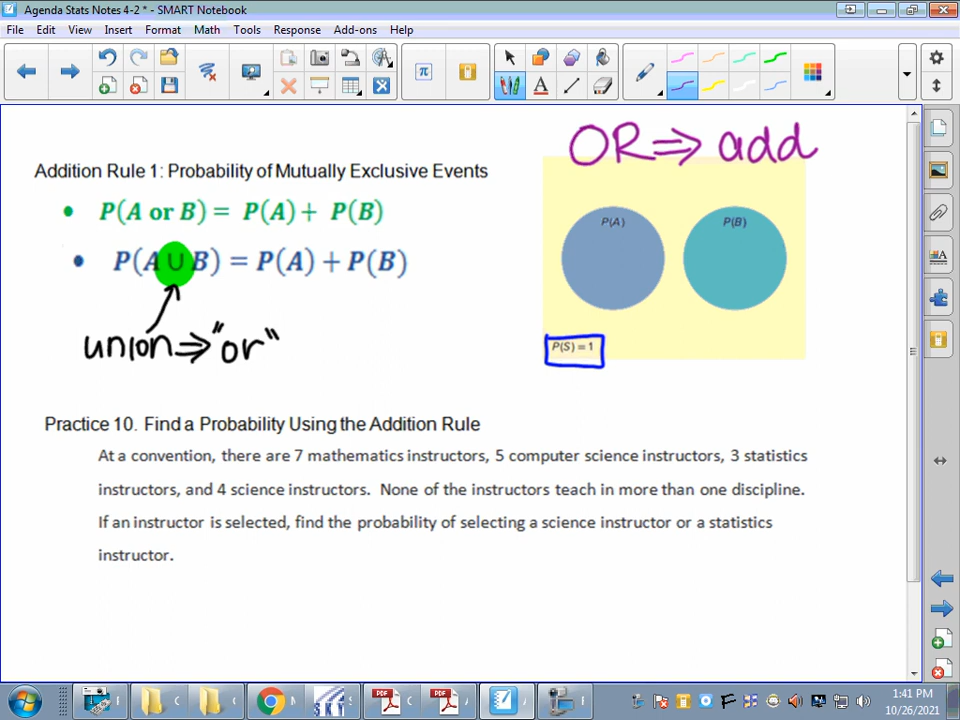 Agenda Stats Notes 4-2 * - SMART Notebook
File Edit View Insert Format Math Tools Response Add-ons Help
OR ⇒ add
Addition Rule 1: Probability of Mutually Exclusive Events
• P(A or B) = P(A) + P(B)
P(A) P(B)
• P(A ∪ B) = P(A) + P(B)
union ⇒ "or"
P(S) = 1
Practice 10. Find a Probability Using the Addition Rule
At a convention, there are 7 mathematics instructors, 5 computer science instructors, 3 statistics
instructors, and 4 science instructors. None of the instructors teach in more than one discipline.
If an instructor is selected, find the probability of selecting a science instructor or a statistics
instructor.
1:41 PM
10/26/2021